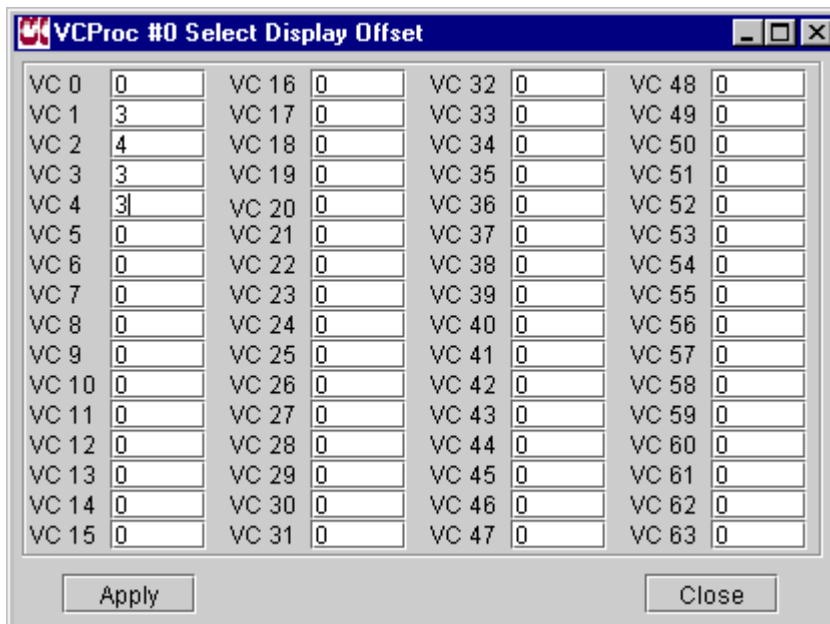 VCProc #0 Select Display Offset
VC 0 0 VC 16 0 VC 32 0 VC 48 0
VC 1 3 VC 17 0 VC 33 0 VC 49 0
VC 2 4 VC 18 0 VC 34 0 VC 50 0
VC 3 3 VC 19 0 VC 35 0 VC 51 0
VC 4 3 VC 20 0 VC 36 0 VC 52 0
VC 5 0 VC 21 0 VC 37 0 VC 53 0
VC 6 0 VC 22 0 VC 38 0 VC 54 0
VC 7 0 VC 23 0 VC 39 0 VC 55 0
VC 8 0 VC 24 0 VC 40 0 VC 56 0
VC 9 0 VC 25 0 VC 41 0 VC 57 0
VC 10 0 VC 26 0 VC 42 0 VC 58 0
VC 11 0 VC 27 0 VC 43 0 VC 59 0
VC 12 0 VC 28 0 VC 44 0 VC 60 0
VC 13 0 VC 29 0 VC 45 0 VC 61 0
VC 14 0 VC 30 0 VC 46 0 VC 62 0
VC 15 0 VC 31 0 VC 47 0 VC 63 0
Apply Close